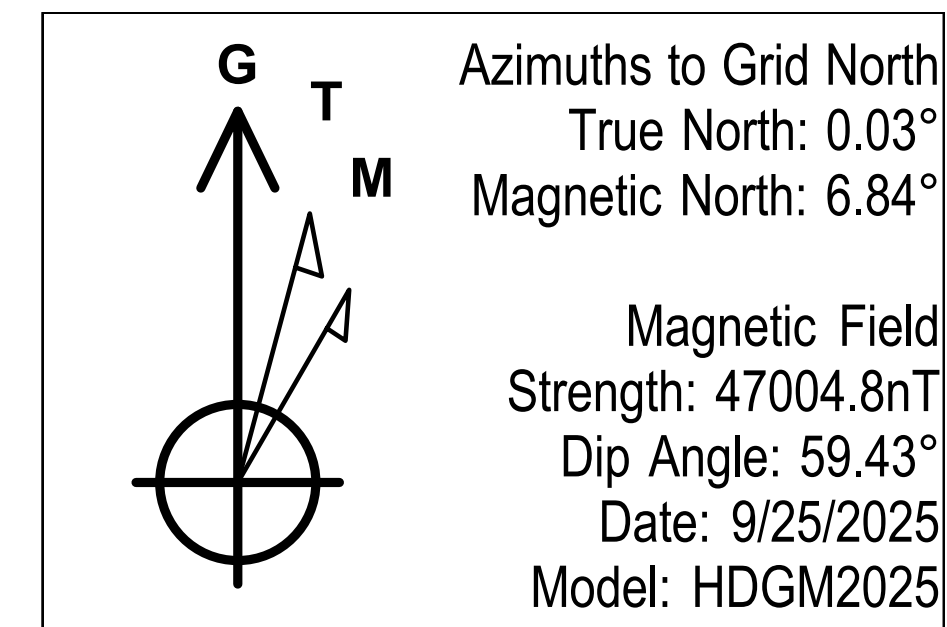 G
T
M
Azimuths to Grid North
True North: 0.03°
Magnetic North: 6.84°
Magnetic Field
Strength: 47004.8nT
Dip Angle: 59.43°
Date: 9/25/2025
Model: HDGM2025